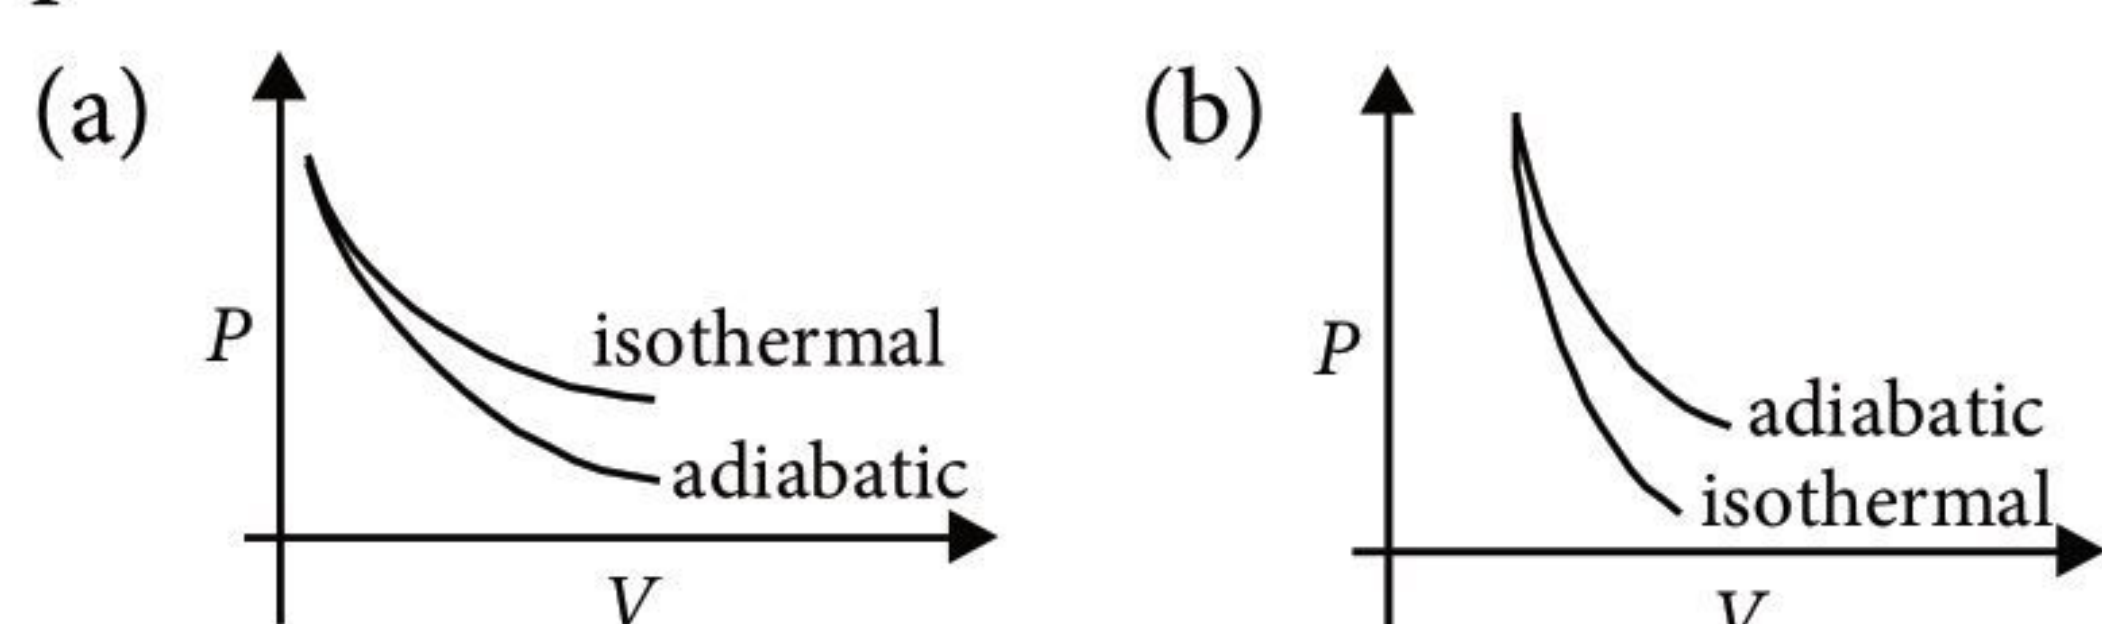 (a)
P
isothermal
adiabatic
V
(b)
P
adiabatic
isothermal
V